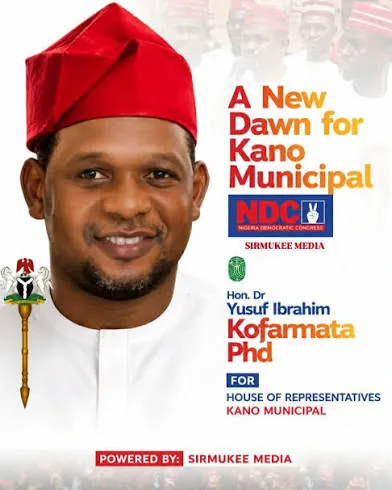 A New
Dawn for
Kano
Municipal
NDC
NIGERIA DEMOCRATIC CONGRESS
SIRMUKEE MEDIA
Hon. Dr
Yusuf Ibrahim
Kofarmata
Phd
FOR
HOUSE OF REPRESENTATIVES
KANO MUNICIPAL
POWERED BY: SIRMUKEE MEDIA